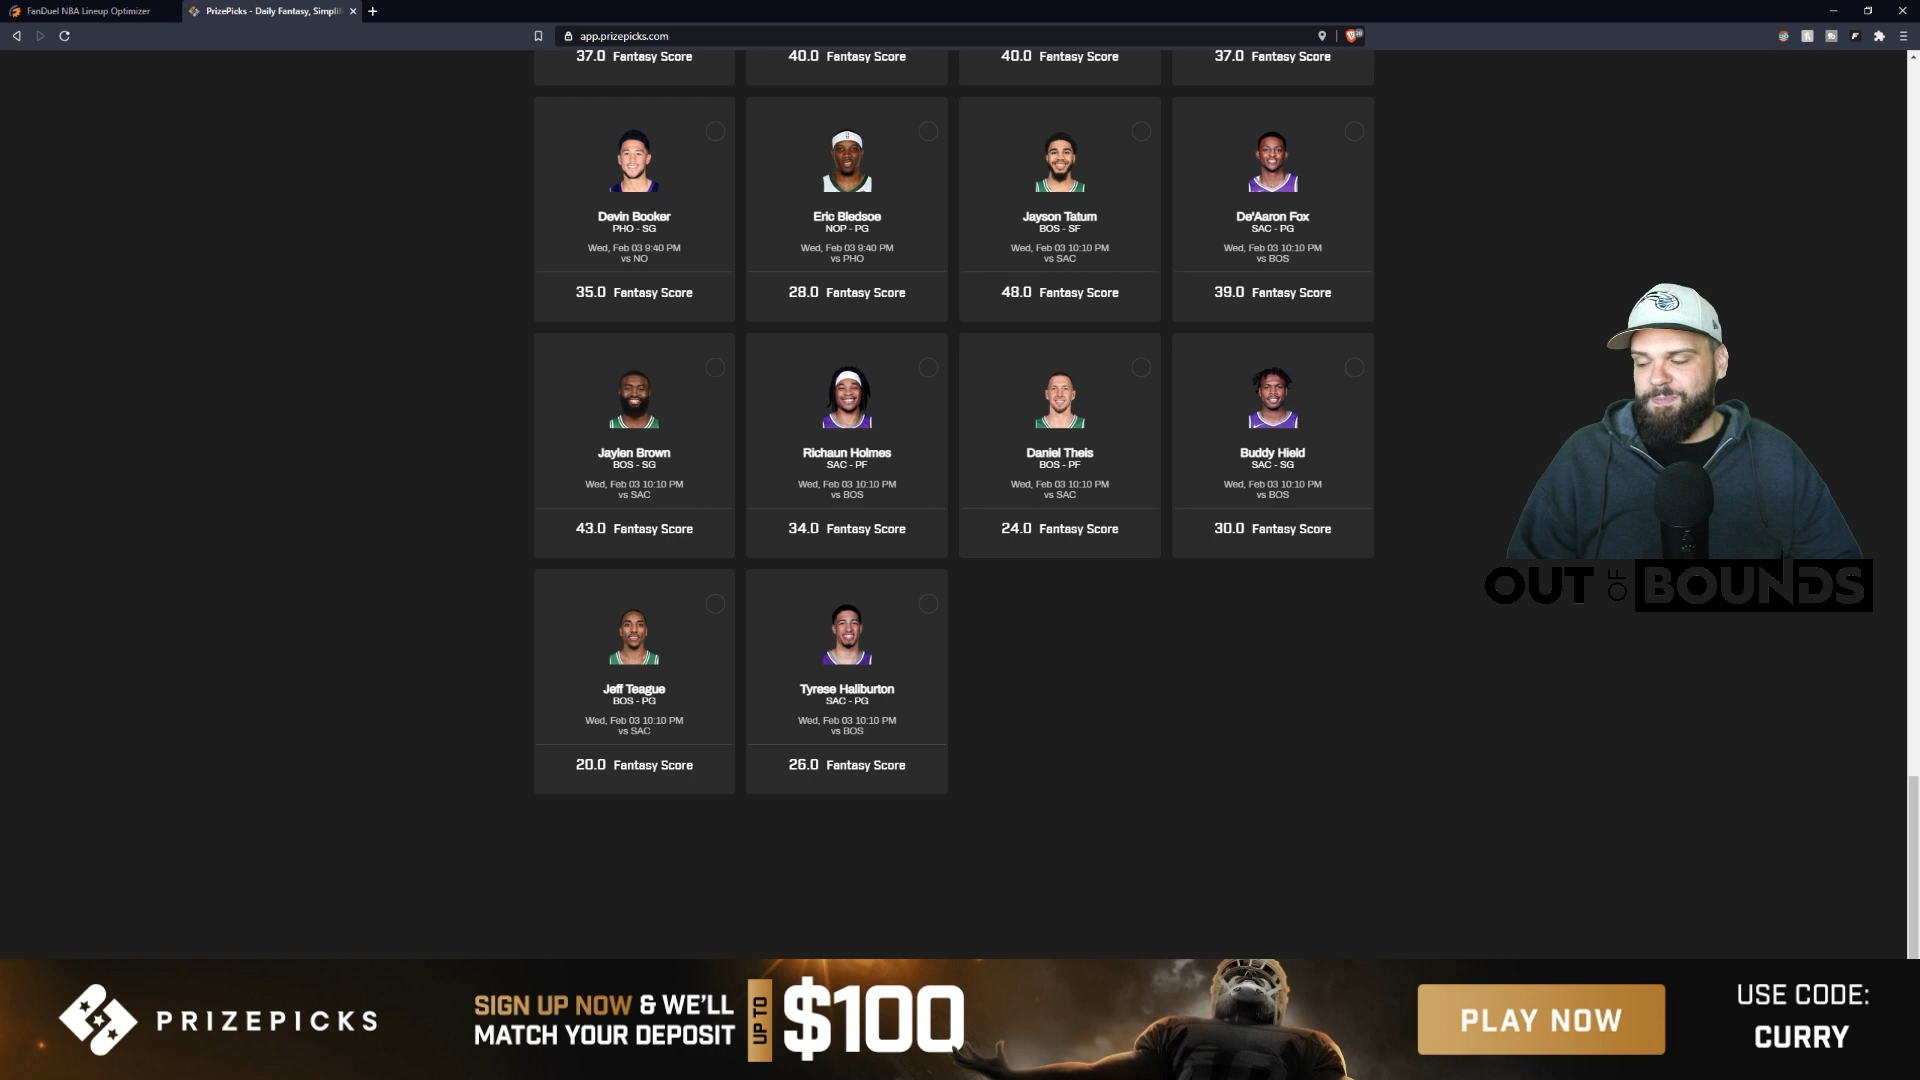 FanDuel NBA Lineup Optimizer
PrizePicks - Daily Fantasy, Simplifi
app.prizepicks.com
37.0 Fantasy Score
40.0 Fantasy Score
40.0 Fantasy Score
37.0 Fantasy Score
Devin Booker
PHO - SG
Wed, Feb 03 9:40 PM
vs NO
35.0 Fantasy Score
Eric Bledsoe
NOP - PG
Wed, Feb 03 9:40 PM
vs PHO
28.0 Fantasy Score
Jayson Tatum
BOS - SF
Wed, Feb 03 10:10 PM
vs SAC
48.0 Fantasy Score
De'Aaron Fox
SAC - PG
Wed, Feb 03 10:10 PM
vs BOS
39.0 Fantasy Score
Jaylen Brown
BOS - SG
Wed, Feb 03 10:10 PM
vs SAC
43.0 Fantasy Score
Richaun Holmes
SAC - PF
Wed, Feb 03 10:10 PM
vs BOS
34.0 Fantasy Score
Daniel Theis
BOS - PF
Wed, Feb 03 10:10 PM
vs SAC
24.0 Fantasy Score
Buddy Hield
SAC - SG
Wed, Feb 03 10:10 PM
vs BOS
30.0 Fantasy Score
Jeff Teague
BOS - PG
Wed, Feb 03 10:10 PM
vs SAC
20.0 Fantasy Score
Tyrese Haliburton
SAC - PG
Wed, Feb 03 10:10 PM
vs BOS
26.0 Fantasy Score
OUT OF BOUNDS
PRIZEPICKS
SIGN UP NOW & WE'LL
MATCH YOUR DEPOSIT
UP TO
$100
PLAY NOW
USE CODE:
CURRY